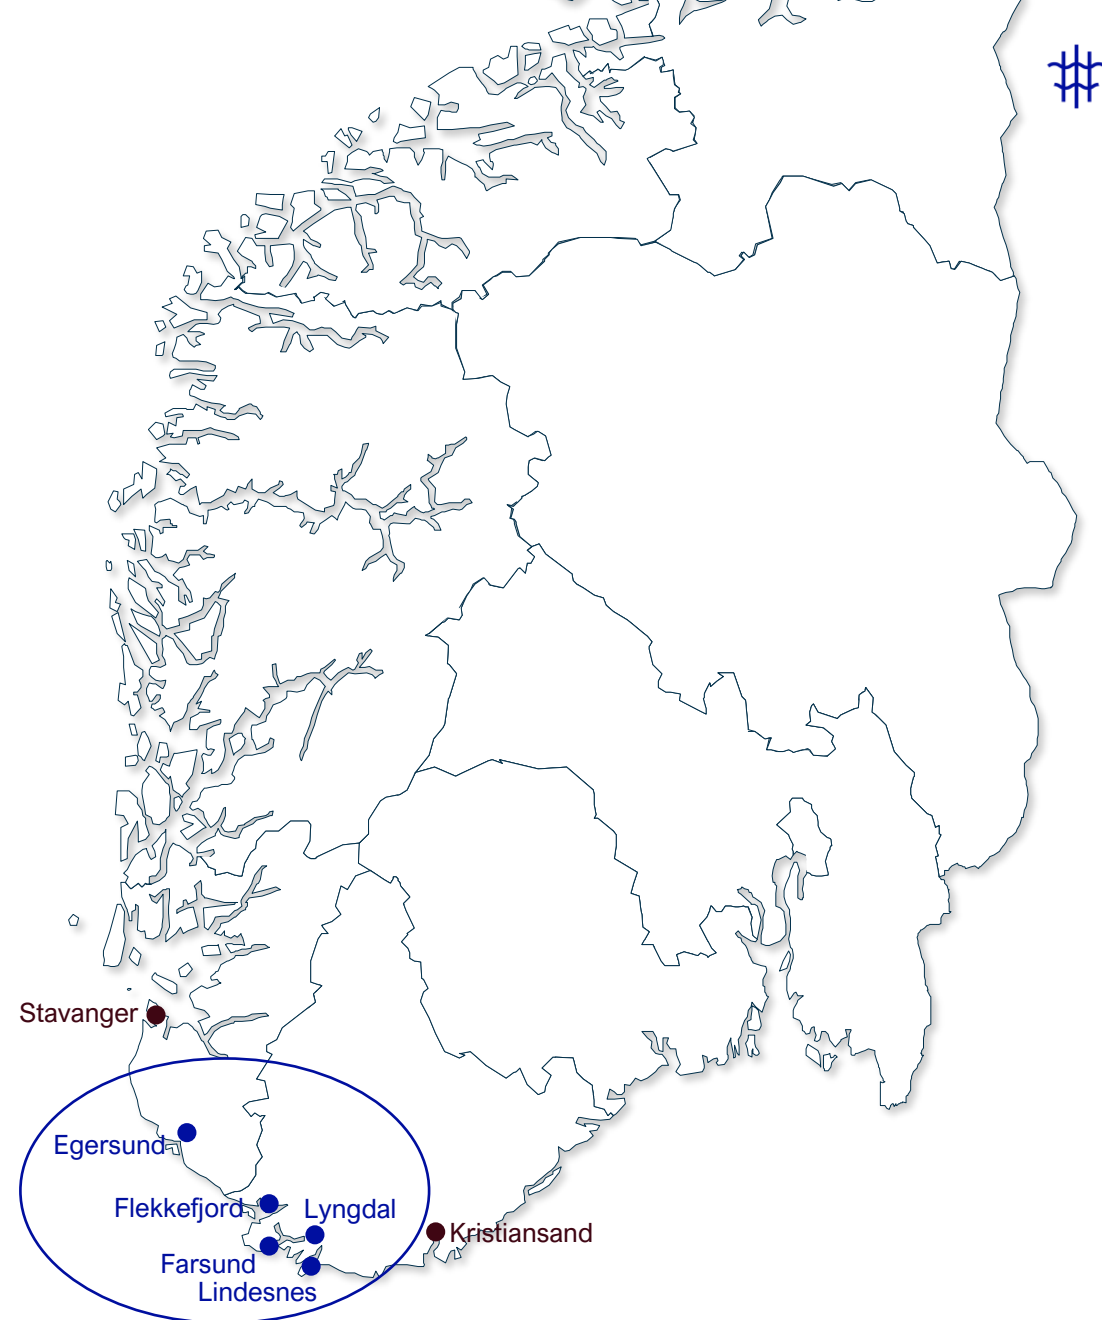 Stavanger
Egersund
Flekkefjord
Lyngdal
Kristiansand
Farsund
Lindesnes